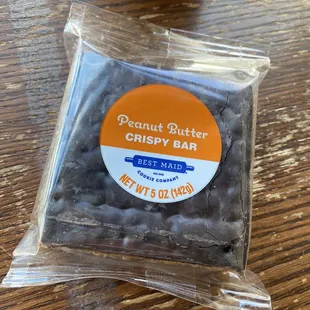 Peanut Butter
CRISPY BAR
BEST MAID
COOKIE COMPANY
NET WT 5 OZ (142g)